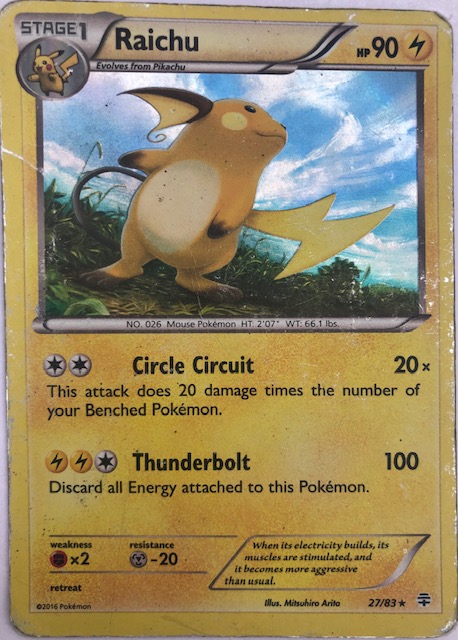 STAGE1
Raichu
HP 90
Evolves from Pikachu
NO. 026 Mouse Pokémon HT: 2'07" WT: 66.1 lbs.
Circle Circuit 20×
This attack does 20 damage times the number of
your Benched Pokémon.
Thunderbolt 100
Discard all Energy attached to this Pokémon.
weakness resistance
×2 -20
retreat
When its electricity builds, its
muscles are stimulated, and
it becomes more aggressive
than usual.
©2016 Pokémon Illus. Mitsuhiro Arita 27/83★